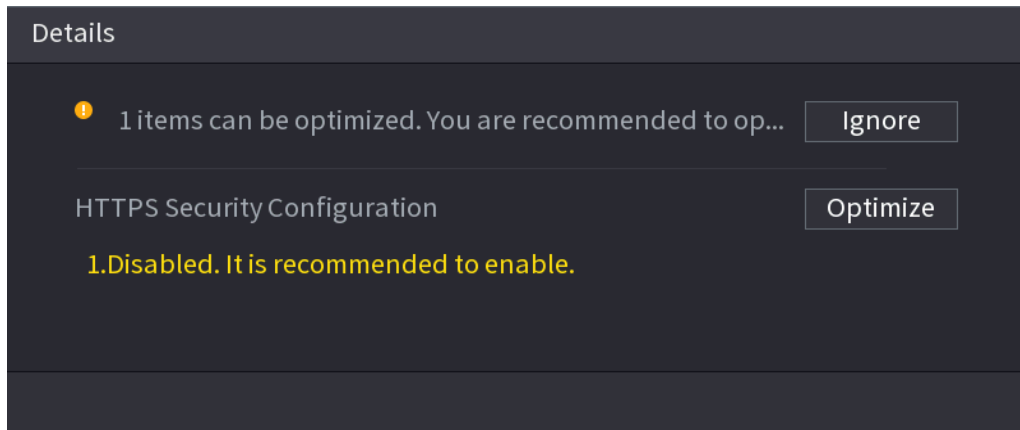 Details
1 items can be optimized. You are recommended to op...
Ignore
HTTPS Security Configuration
Optimize
1.Disabled. It is recommended to enable.